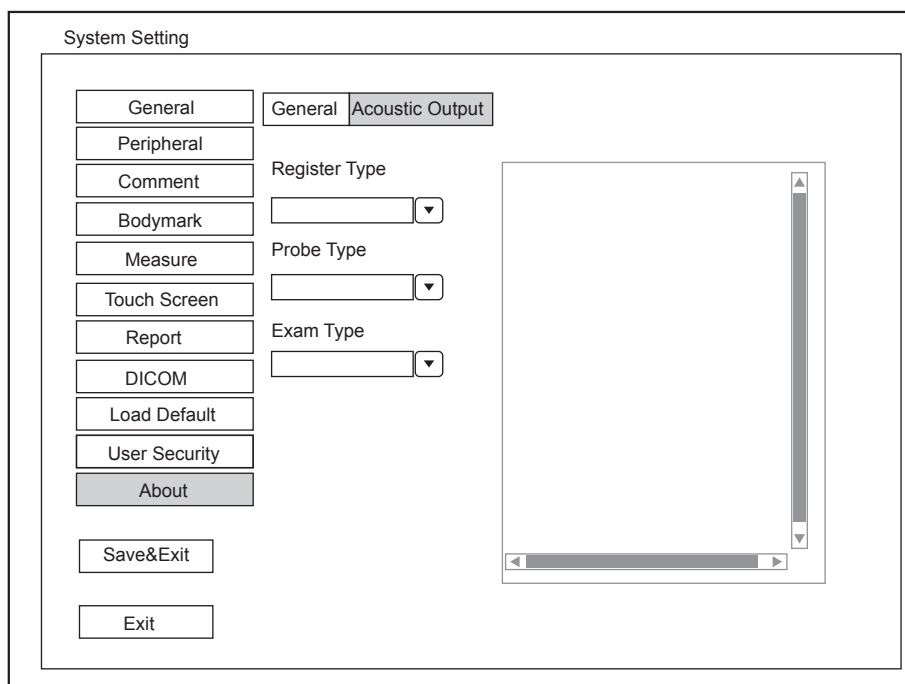 System Setting
General
Peripheral
Comment
Bodymark
Measure
Touch Screen
Report
DICOM
Load Default
User Security
About
Save&Exit
Exit
General Acoustic Output
Register Type
Probe Type
Exam Type